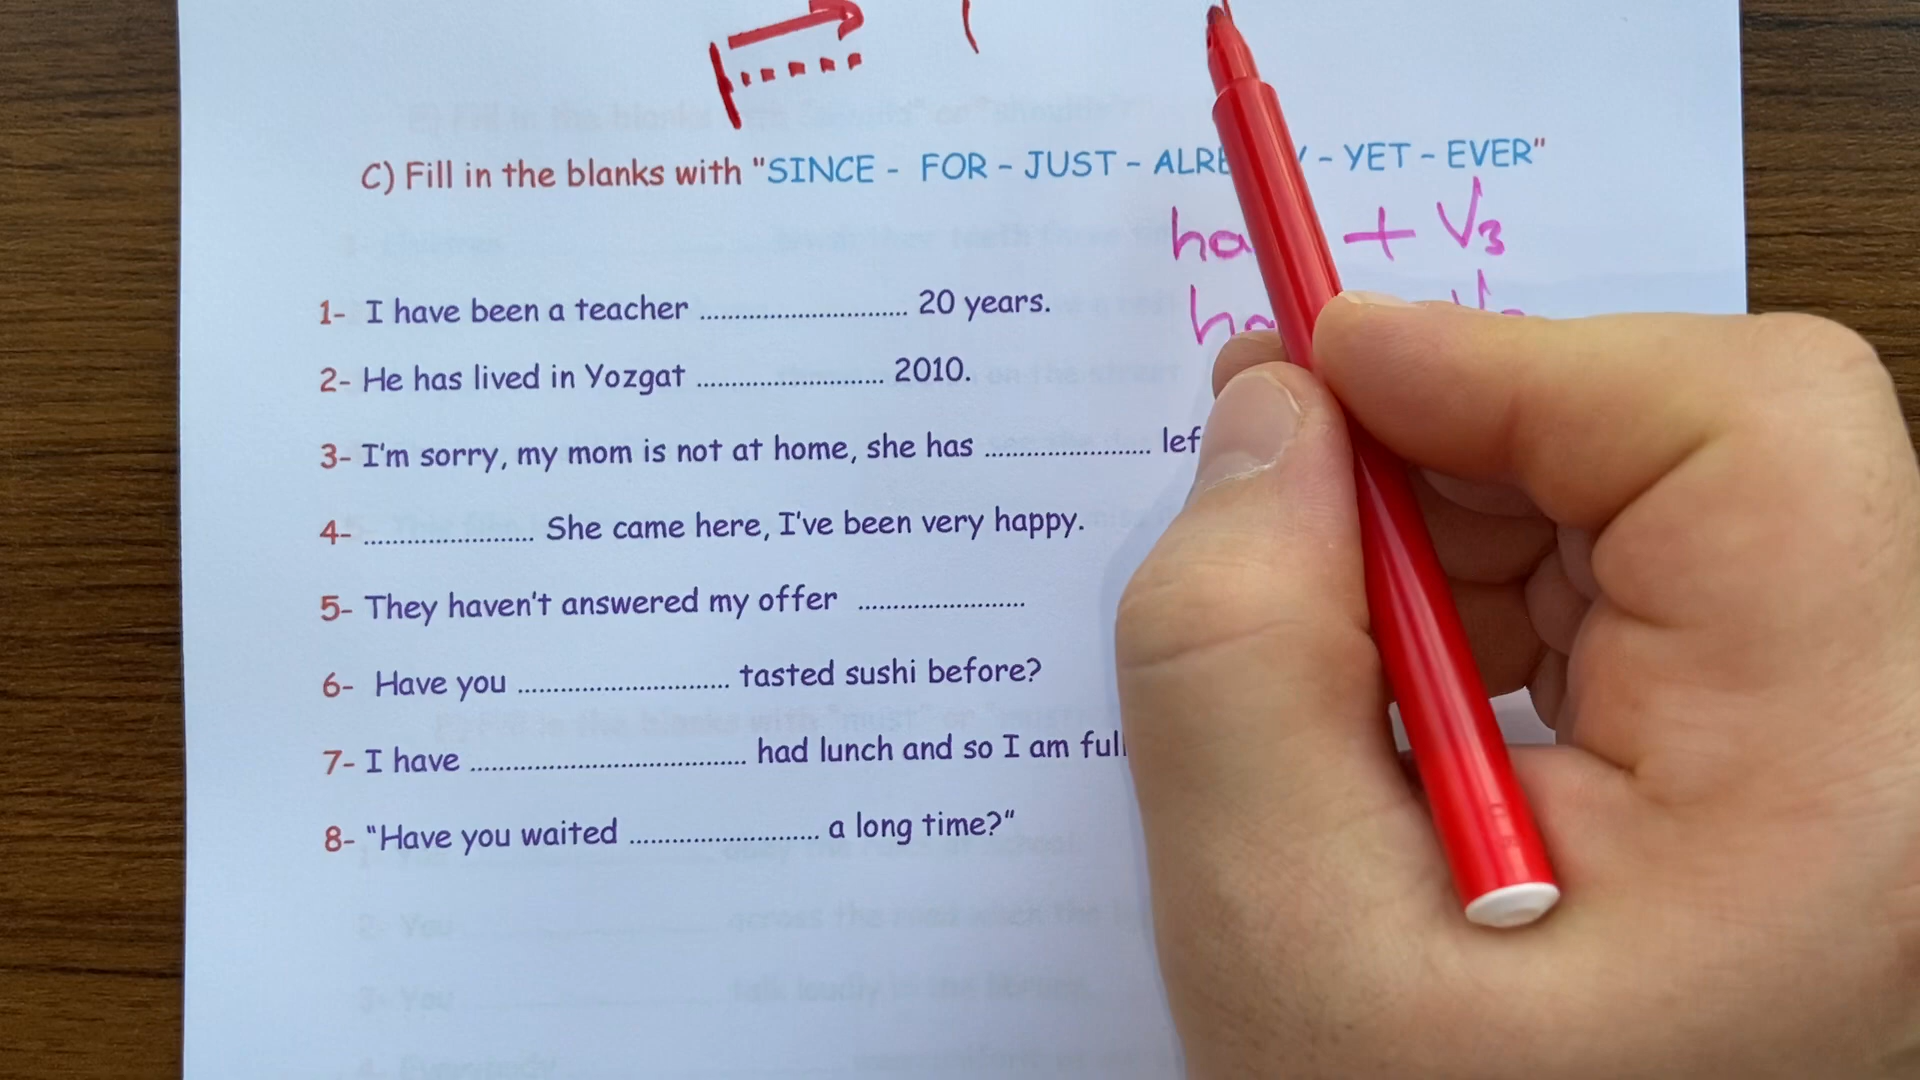 C) Fill in the blanks with "SINCE - FOR - JUST - - YET - EVER"
+ V3
1- I have been a teacher ............................. 20 years.
2- He has lived in Yozgat .......................... 2010.
3- I'm sorry, my mom is not at home, she has ........................
4- ........................ She came here, I've been very happy.
5- They haven't answered my offer ........................
6- Have you .............................. tasted sushi before?
7- I have ....................................... had lunch and so I am
8- "Have you waited ........................... a long time?"